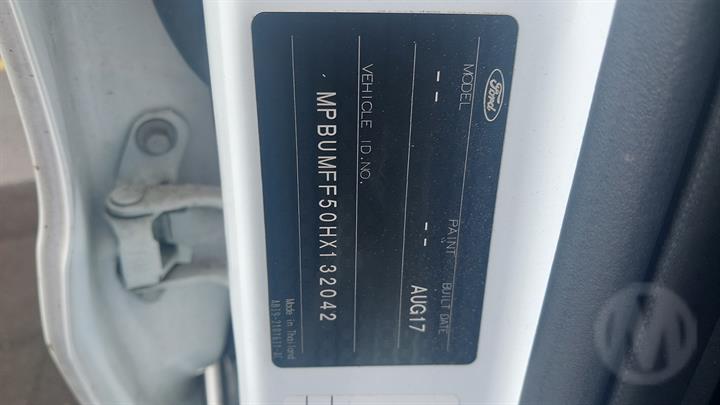 Ford
MODEL PAINT BUILT DATE
-- -- AUG17
VEHICLE ID.NO.
MPBUMFF50HX132042
Made in Thailand
M